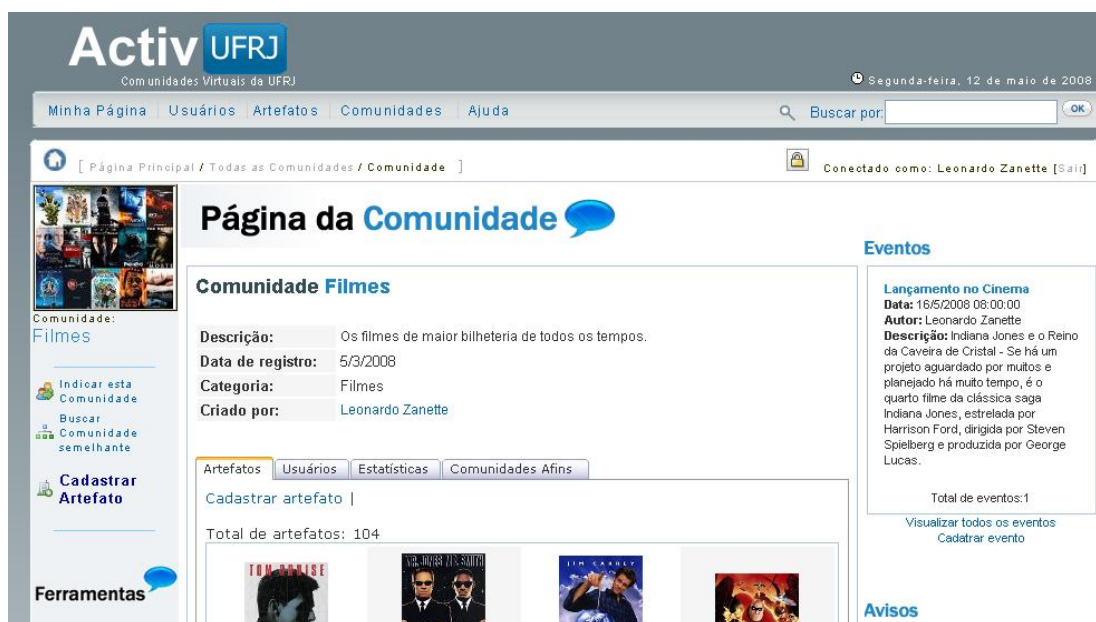 Activ UFRJ
Comunidades Virtuais da UFRJ
Segunda-feira, 12 de maio de 2008
Minha Página Usuários Artefatos Comunidades Ajuda
Buscar por: OK
[ Página Principal / Todas as Comunidades / Comunidade ]
Conectado como: Leonardo Zanette [Sair]
Comunidade:
Filmes
Indicar esta
Comunidade
Buscar
Comunidade
semelhante
Cadastrar
Artefato
Ferramentas
Página da Comunidade
Comunidade Filmes
Descrição: Os filmes de maior bilheteria de todos os tempos.
Data de registro: 5/3/2008
Categoria: Filmes
Criado por: Leonardo Zanette
Artefatos Usuários Estatísticas Comunidades Afins
Cadastrar artefato |
Total de artefatos: 104
TOM CRUISE
MR. JONES MR. SMITH
JIM CARREY
Eventos
Lançamento no Cinema
Data: 16/5/2008 08:00:00
Autor: Leonardo Zanette
Descrição: Indiana Jones e o Reino
da Caveira de Cristal - Se há um
projeto aguardado por muitos e
planejado há muito tempo, é o
quarto filme da clássica saga
Indiana Jones, estrelada por
Harrison Ford, dirigida por Steven
Spielberg e produzida por George
Lucas.
Total de eventos:1
Visualizar todos os eventos
Cadatrar evento
Avisos